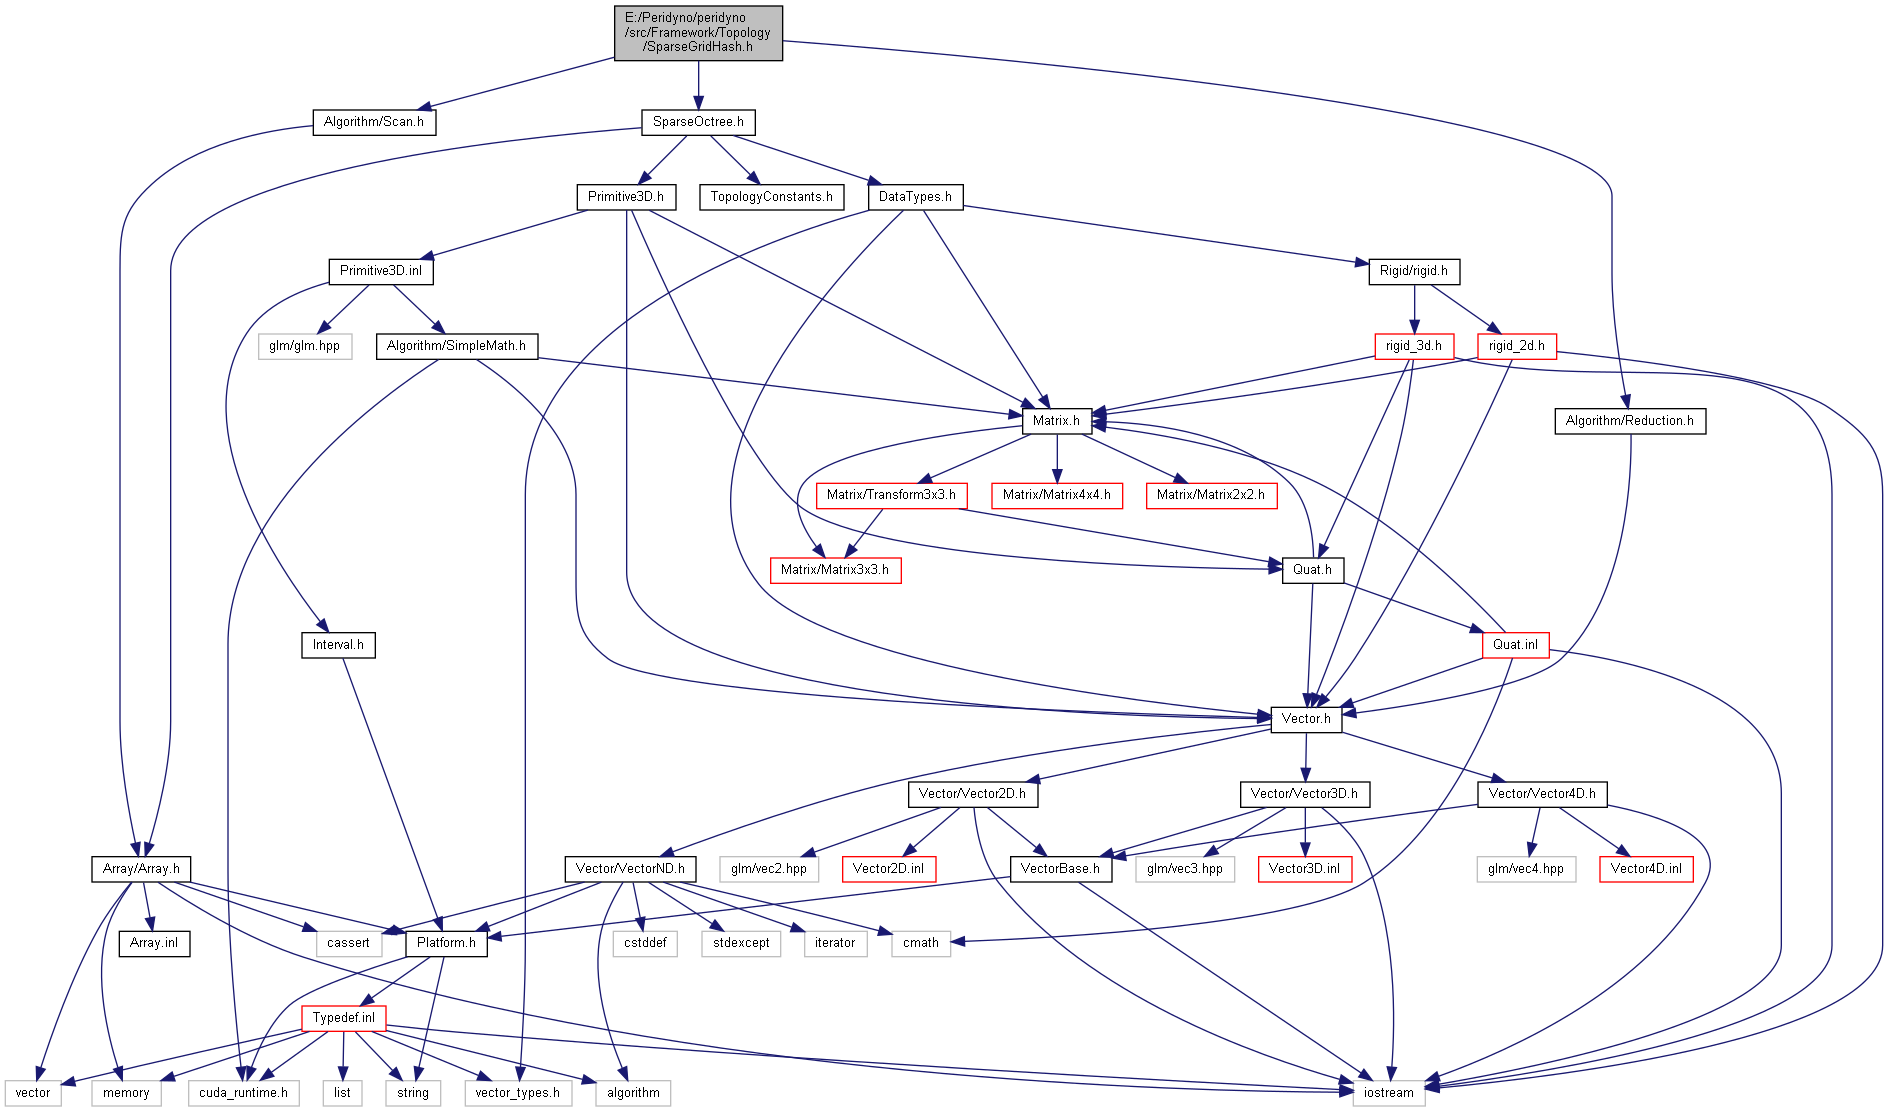 E:/Peridyno/peridyno
/src/Framework/Topology
/SparseGridHash.h
Algorithm/Scan.h
SparseOctree.h
Primitive3D.h
TopologyConstants.h
DataTypes.h
Primitive3D.inl
Rigid/rigid.h
glm/glm.hpp
Algorithm/SimpleMath.h
rigid_3d.h
rigid_2d.h
Matrix.h
Algorithm/Reduction.h
Matrix/Transform3x3.h
Matrix/Matrix4x4.h
Matrix/Matrix2x2.h
Matrix/Matrix3x3.h
Quat.h
Interval.h
Quat.inl
Vector.h
Vector/Vector2D.h
Vector/Vector3D.h
Vector/Vector4D.h
Array/Array.h
Vector/VectorND.h
glm/vec2.hpp
Vector2D.inl
VectorBase.h
glm/vec3.hpp
Vector3D.inl
glm/vec4.hpp
Vector4D.inl
Array.inl
cassert
Platform.h
cstddef
stdexcept
iterator
cmath
Typedef.inl
vector
memory
cuda_runtime.h
list
string
vector_types.h
algorithm
iostream